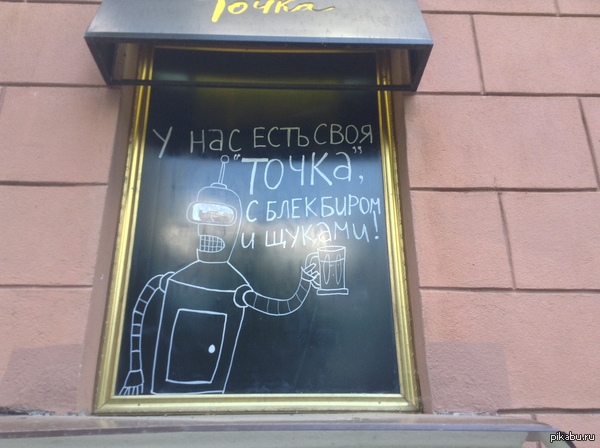 Точка
У НАС ЕСТЬ СВОЯ
"ТОЧКА",
С БЛЕКБИРОМ
И ЩУКАМИ!
pikabu.ru